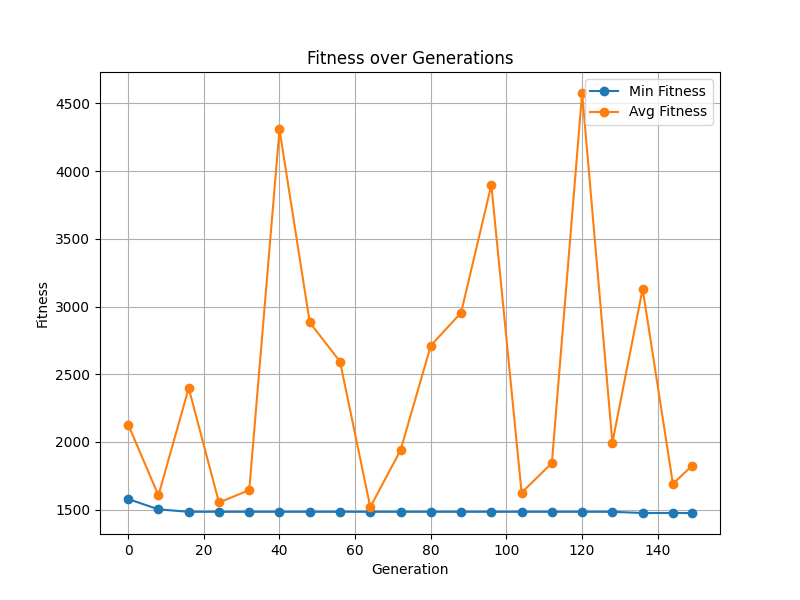 Fitness over Generations
Min Fitness
Avg Fitness
4500
4000
3500
3000
2500
2000
1500
Fitness
0 20 40 60 80 100 120 140
Generation